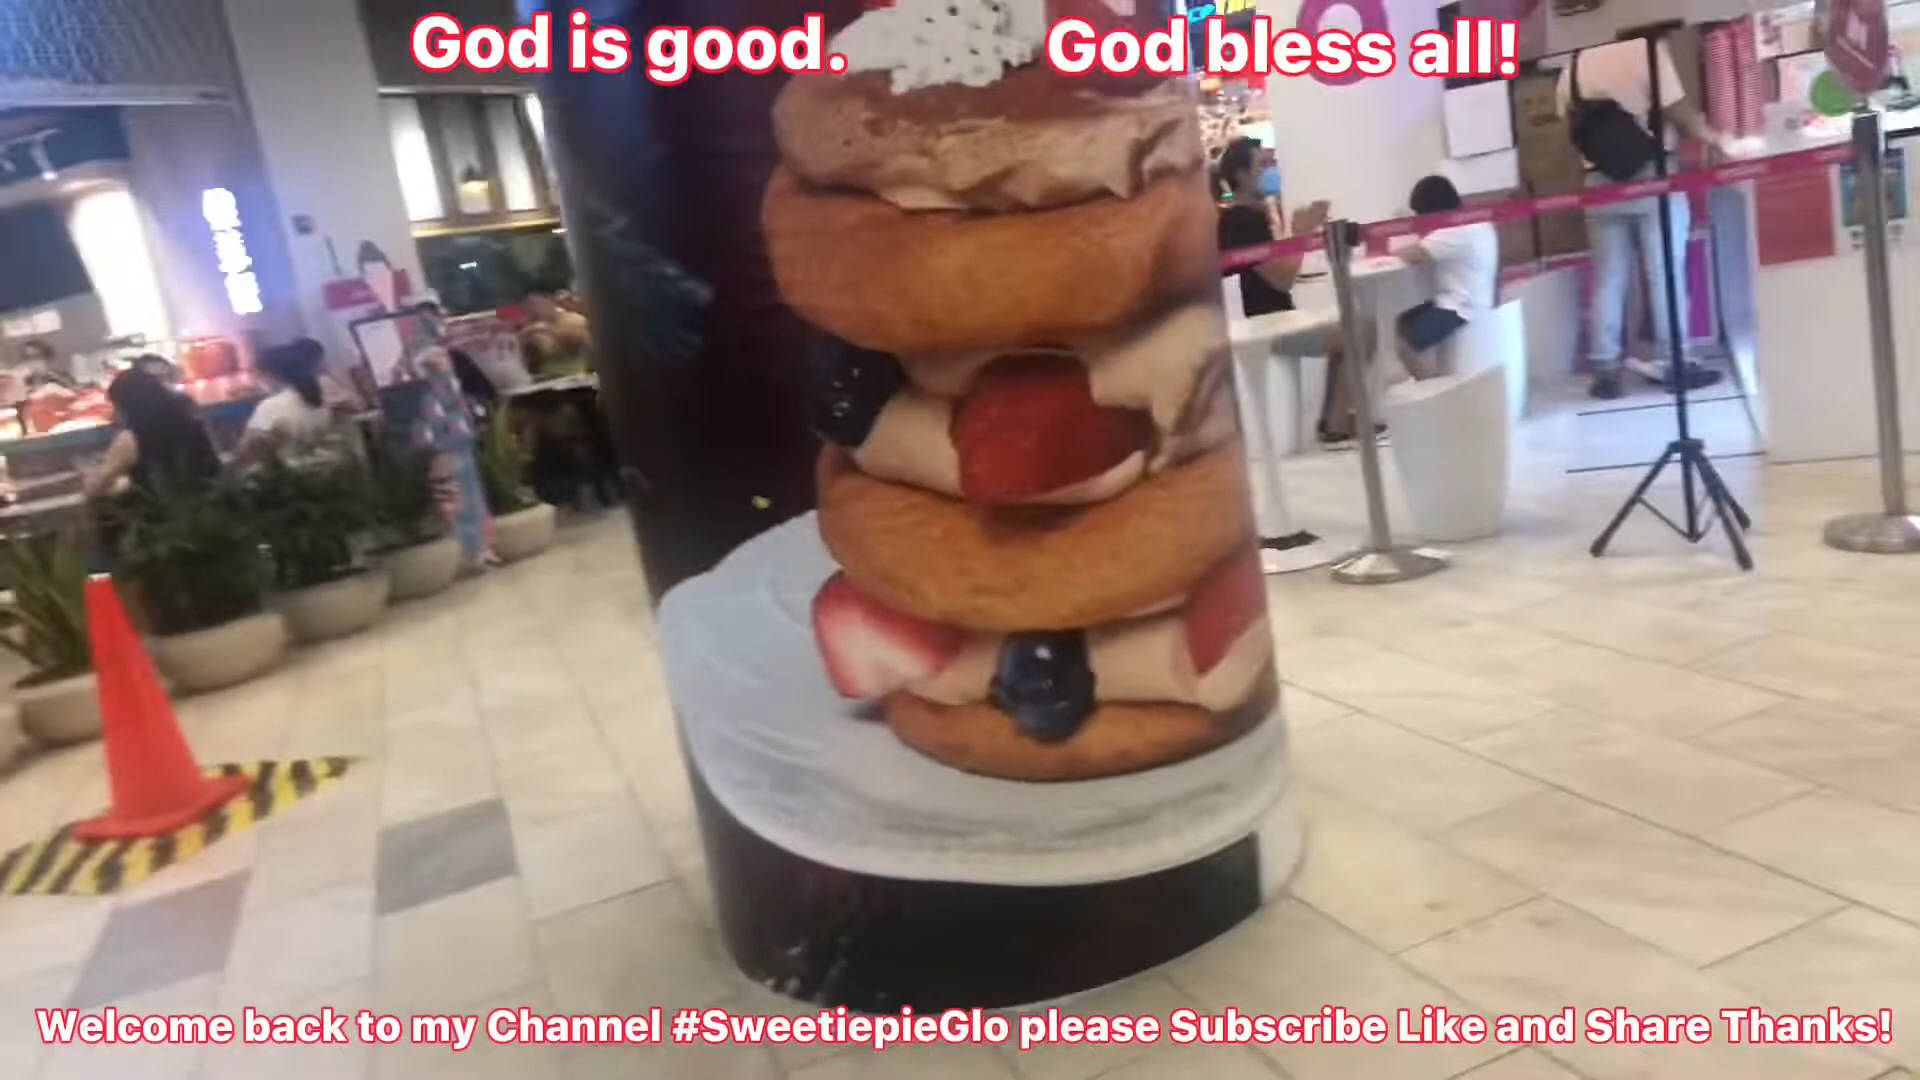 God is good.
God bless all!
Welcome back to my Channel #SweetiepieGlo please Subscribe Like and Share Thanks!